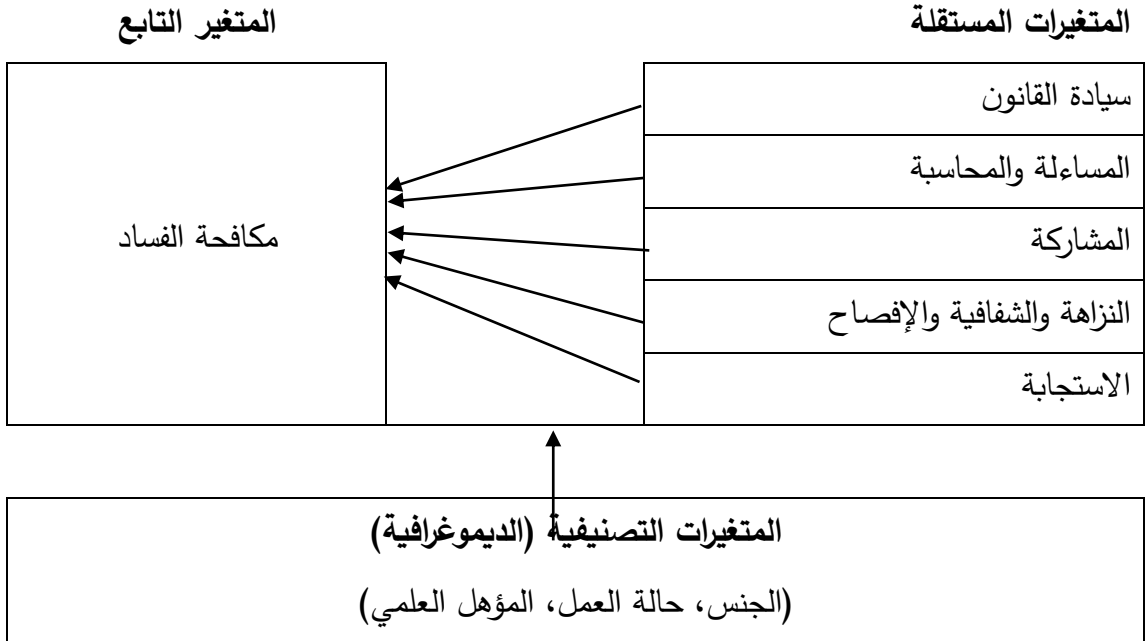 المتغيرات المستقلة
المتغير التابع
سيادة القانون
المساءلة والمحاسبة
المشاركة
النزاهة والشفافية والإفصاح
الاستجابة
مكافحة الفساد
المتغيرات التصنيفية (الديموغرافية)
(الجنس، حالة العمل، المؤهل العلمي)